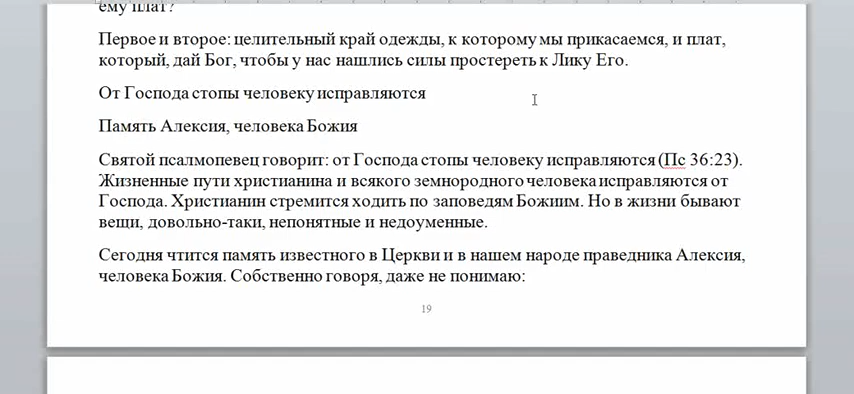 ему плат?
Первое и второе: целительный край одежды, к которому мы прикасаемся, и плат,
который, дай Бог, чтобы у нас нашлись силы простереть к Лику Его.
От Господа стопы человеку исправляются
Память Алексия, человека Божия
Святой псалмопевец говорит: от Господа стопы человеку исправляются (Пс 36:23).
Жизненные пути христианина и всякого земнородного человека исправляются от
Господа. Христианин стремится ходить по заповедям Божиим. Но в жизни бывают
вещи, довольно-таки, непонятные и недоуменные.
Сегодня чтится память известного в Церкви и в нашем народе праведника Алексия,
человека Божия. Собственно говоря, даже не понимаю:
19